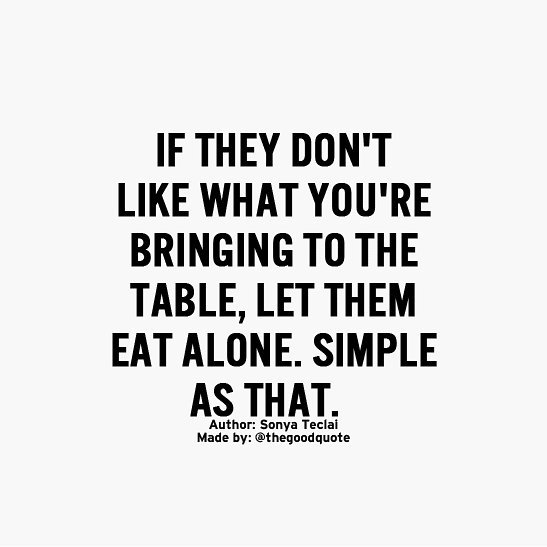 IF THEY DON'T
LIKE WHAT YOU'RE
BRINGING TO THE
TABLE, LET THEM
EAT ALONE. SIMPLE
AS THAT.
Author: Sonya Teclai
Made by: @thegoodquote